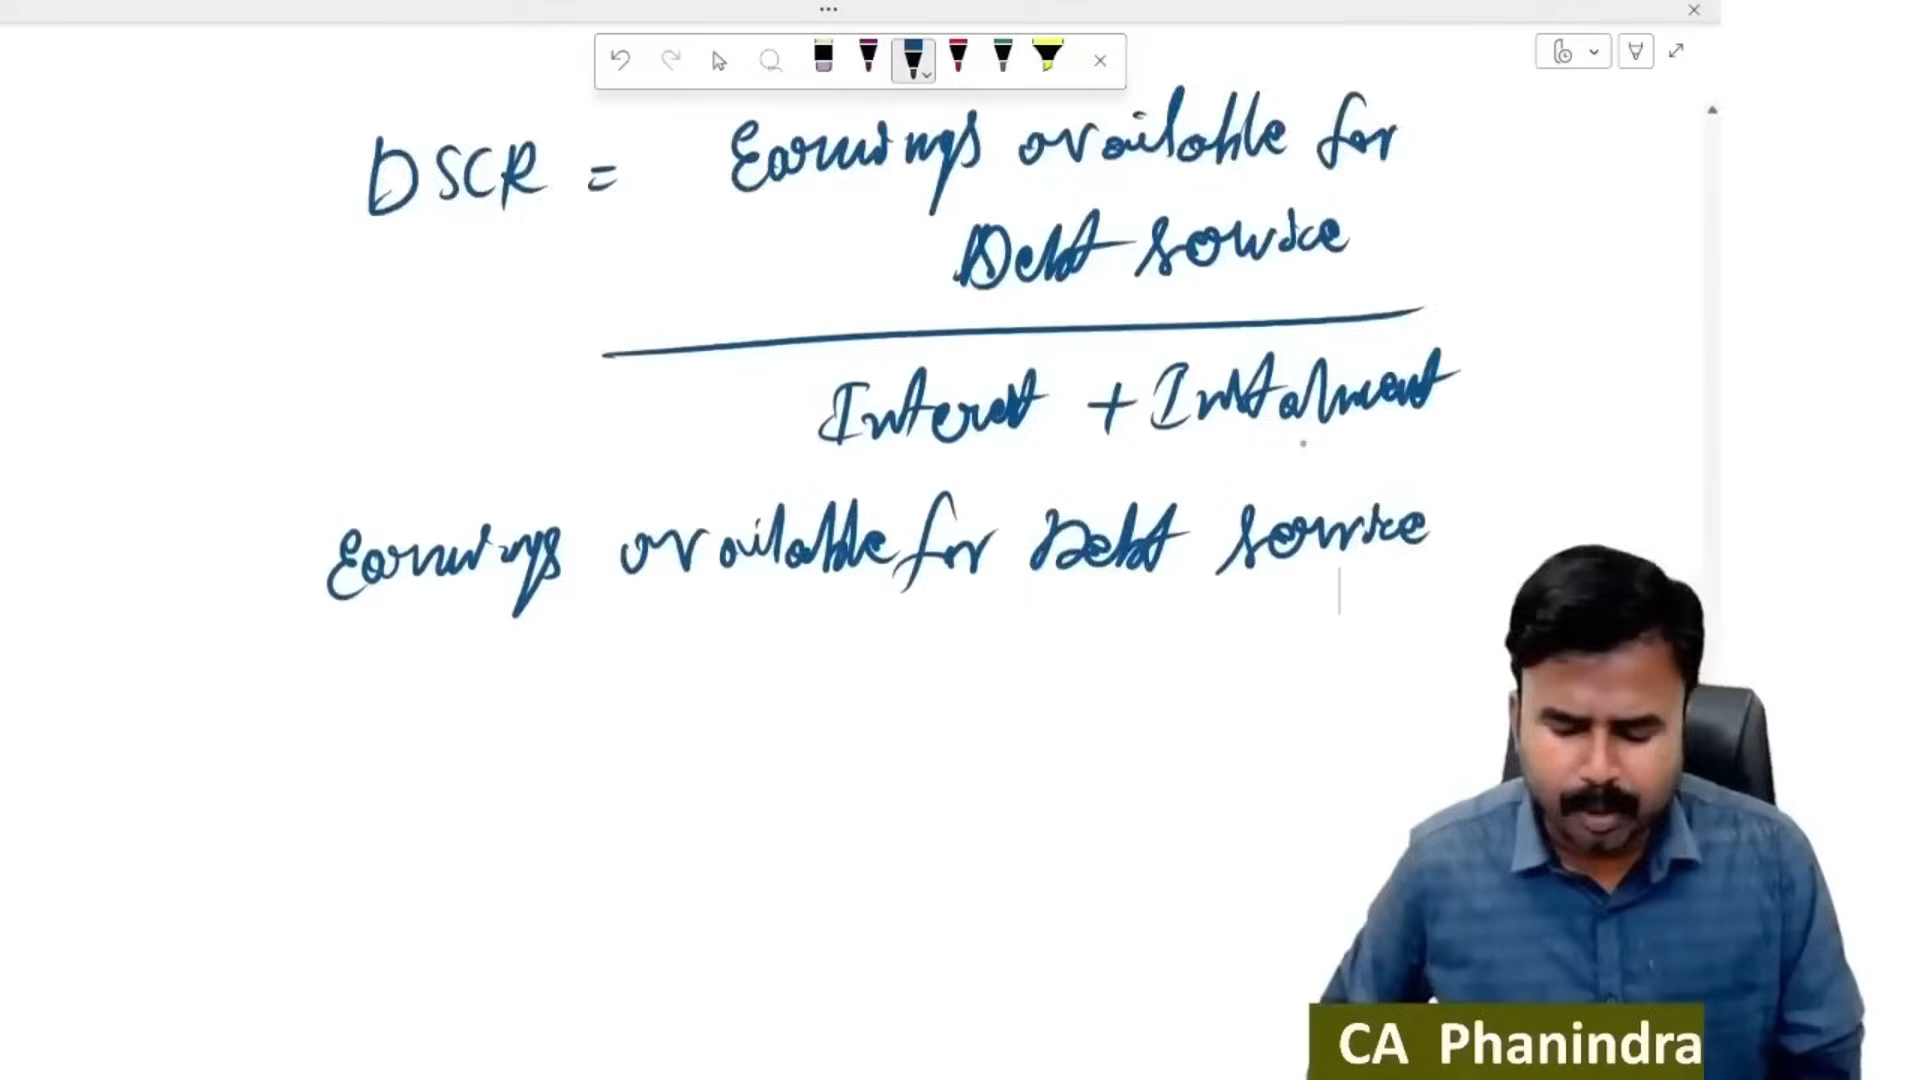 DSCR = Earnings available for
Debt service
Interest + Instalment
Earnings available for Debt service
CA Phanindra